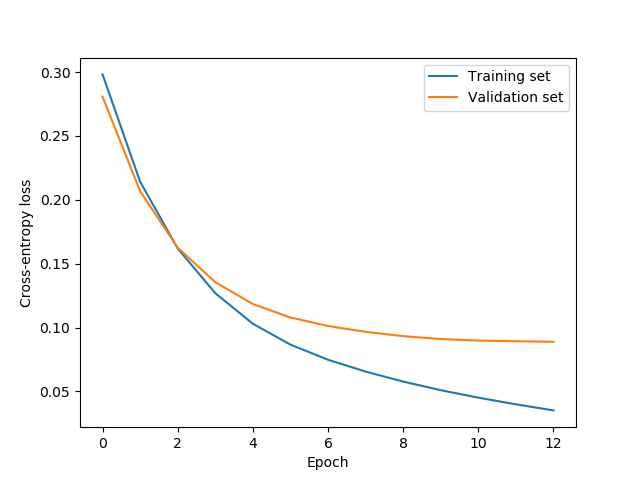 Training set
Validation set
0.30
0.25
0.20
0.15
0.10
0.05
Cross-entropy loss
0 2 4 6 8 10 12
Epoch